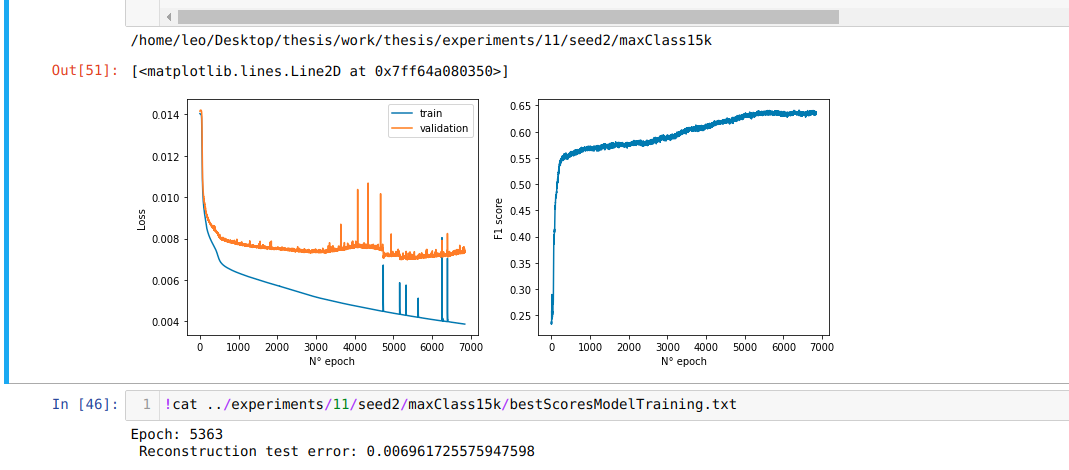 /home/leo/Desktop/thesis/work/thesis/experiments/11/seed2/maxClass15k
Out[51]: [<matplotlib.lines.Line2D at 0x7ff64a080350>]
train
validation
0.014
0.012
0.010
0.008
0.006
0.004
Loss
0 1000 2000 3000 4000 5000 6000 7000
N° epoch
0.65
0.60
0.55
0.50
0.45
0.40
0.35
0.30
0.25
F1 score
0 1000 2000 3000 4000 5000 6000 7000
N° epoch
In [46]: 1 !cat ../experiments/11/seed2/maxClass15k/bestScoresModelTraining.txt
Epoch: 5363
Reconstruction test error: 0.006961725575947598